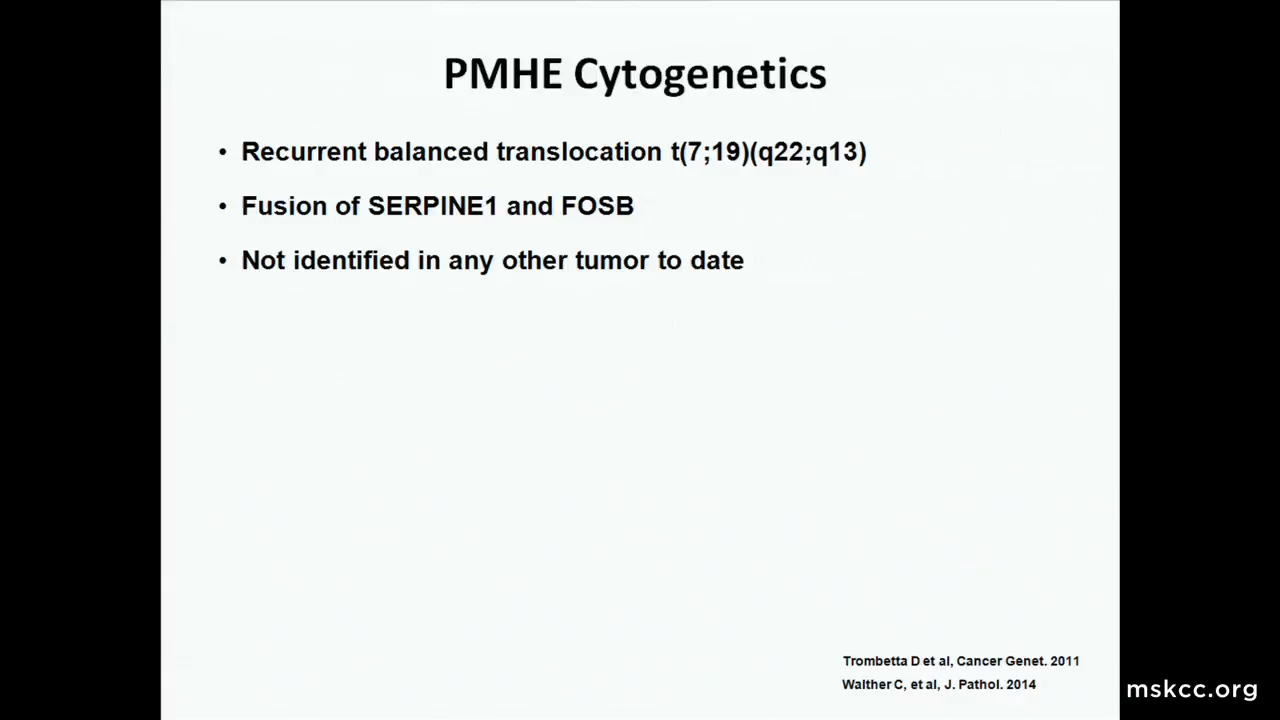 PMHE Cytogenetics
• Recurrent balanced translocation t(7;19)(q22;q13)
• Fusion of SERPINE1 and FOSB
• Not identified in any other tumor to date
Trombetta D et al, Cancer Genet. 2011
Walther C, et al, J. Pathol. 2014
mskcc.org